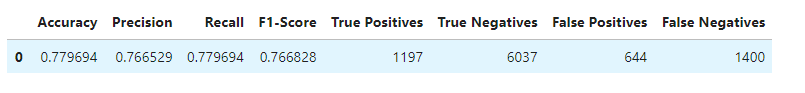 Accuracy Precision Recall F1-Score True Positives True Negatives False Positives False Negatives
0 0.779694 0.766529 0.779694 0.766828 1197 6037 644 1400